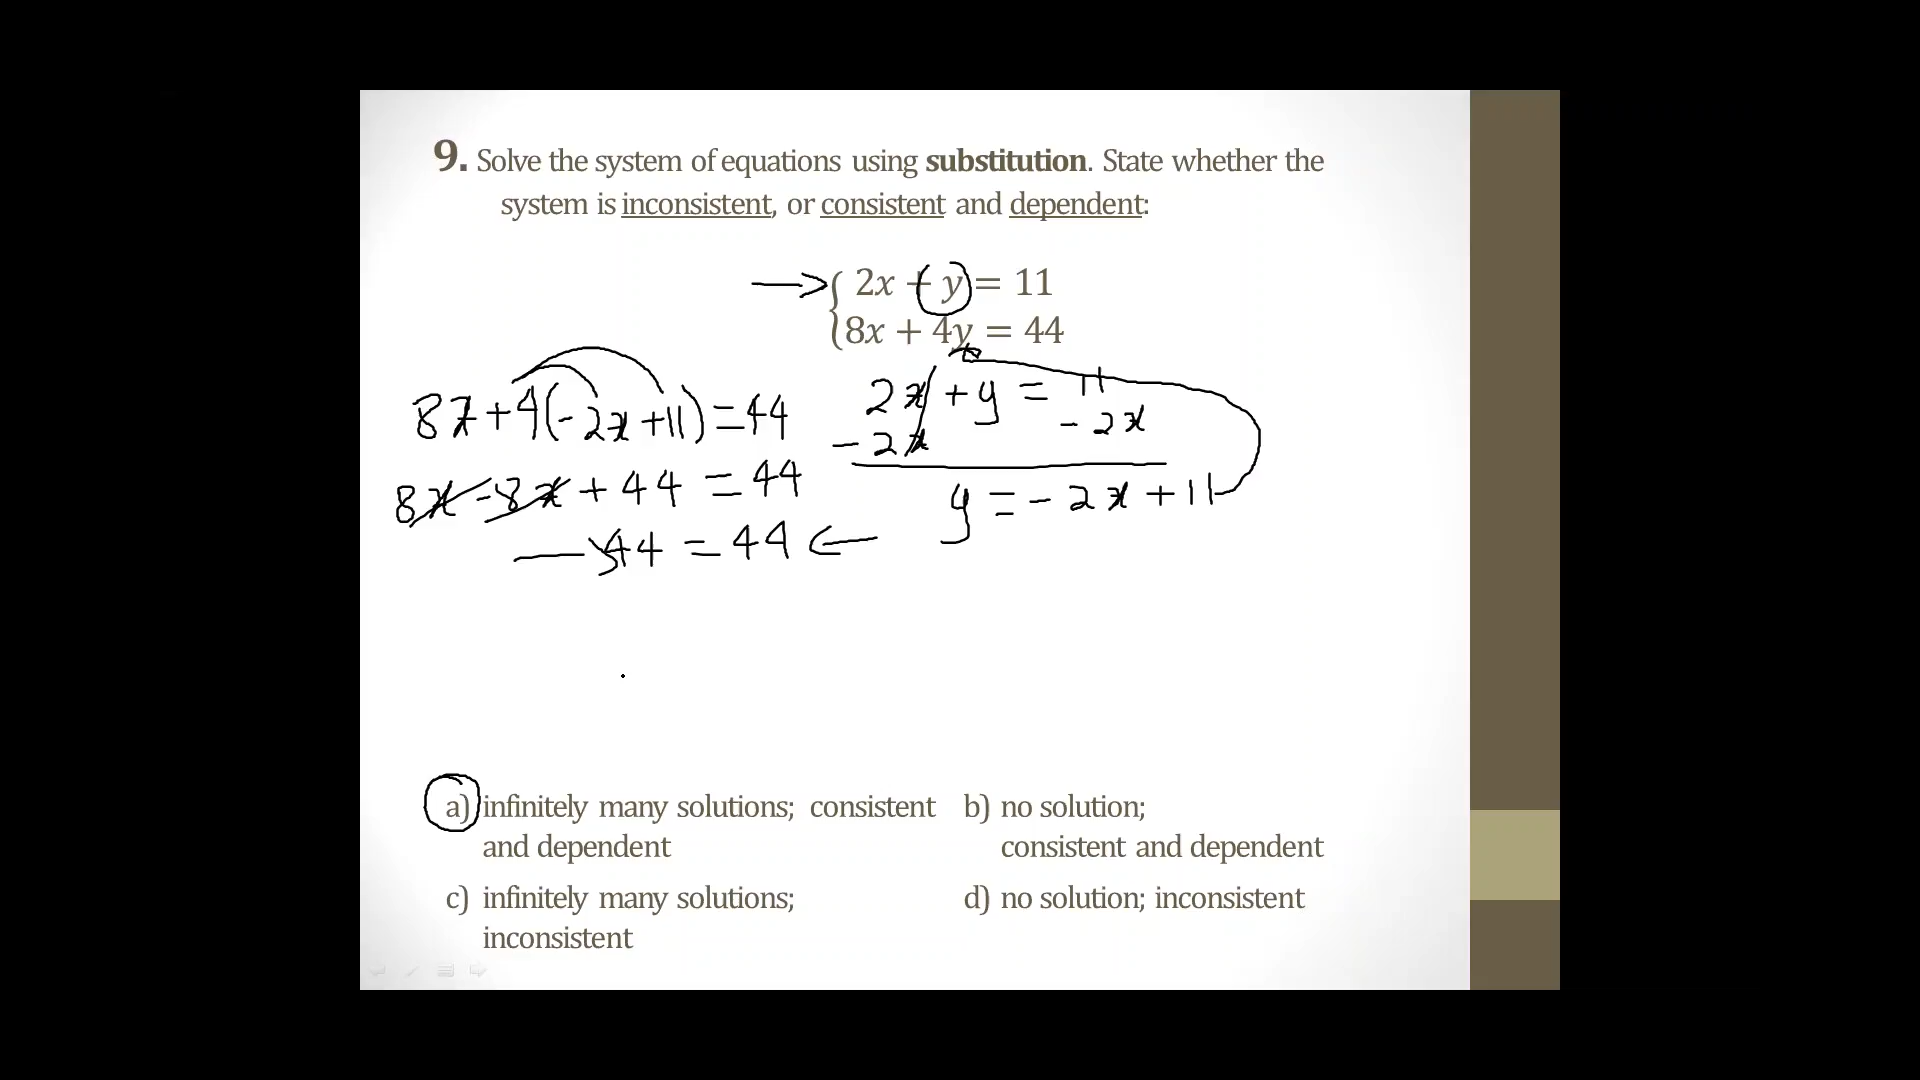 9. Solve the system of equations using substitution. State whether the
system is inconsistent, or consistent and dependent:
2x + y = 11
8x + 4y = 44
8x + 4(-2x + 11) = 44
8x - 8x + 44 = 44
44 = 44
2x + y = 11
- 2x - 2x
y = -2x + 11
a) infinitely many solutions; consistent
and dependent
b) no solution;
consistent and dependent
c) infinitely many solutions;
inconsistent
d) no solution; inconsistent